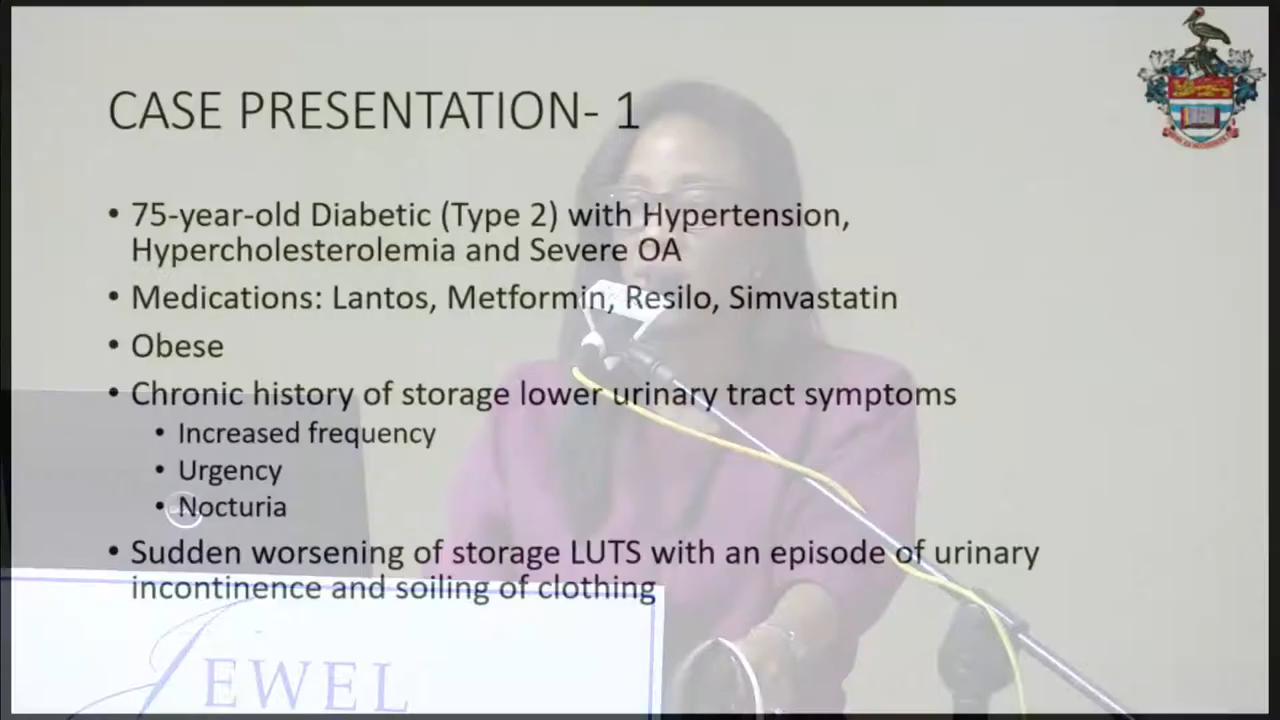 CASE PRESENTATION- 1
• 75-year-old Diabetic (Type 2) with Hypertension,
Hypercholesterolemia and Severe OA
• Medications: Lantos, Metformin, Resilo, Simvastatin
• Obese
• Chronic history of storage lower urinary tract symptoms
• Increased frequency
• Urgency
• Nocturia
• Sudden worsening of storage LUTS with an episode of urinary
incontinence and soiling of clothing
JEWEL